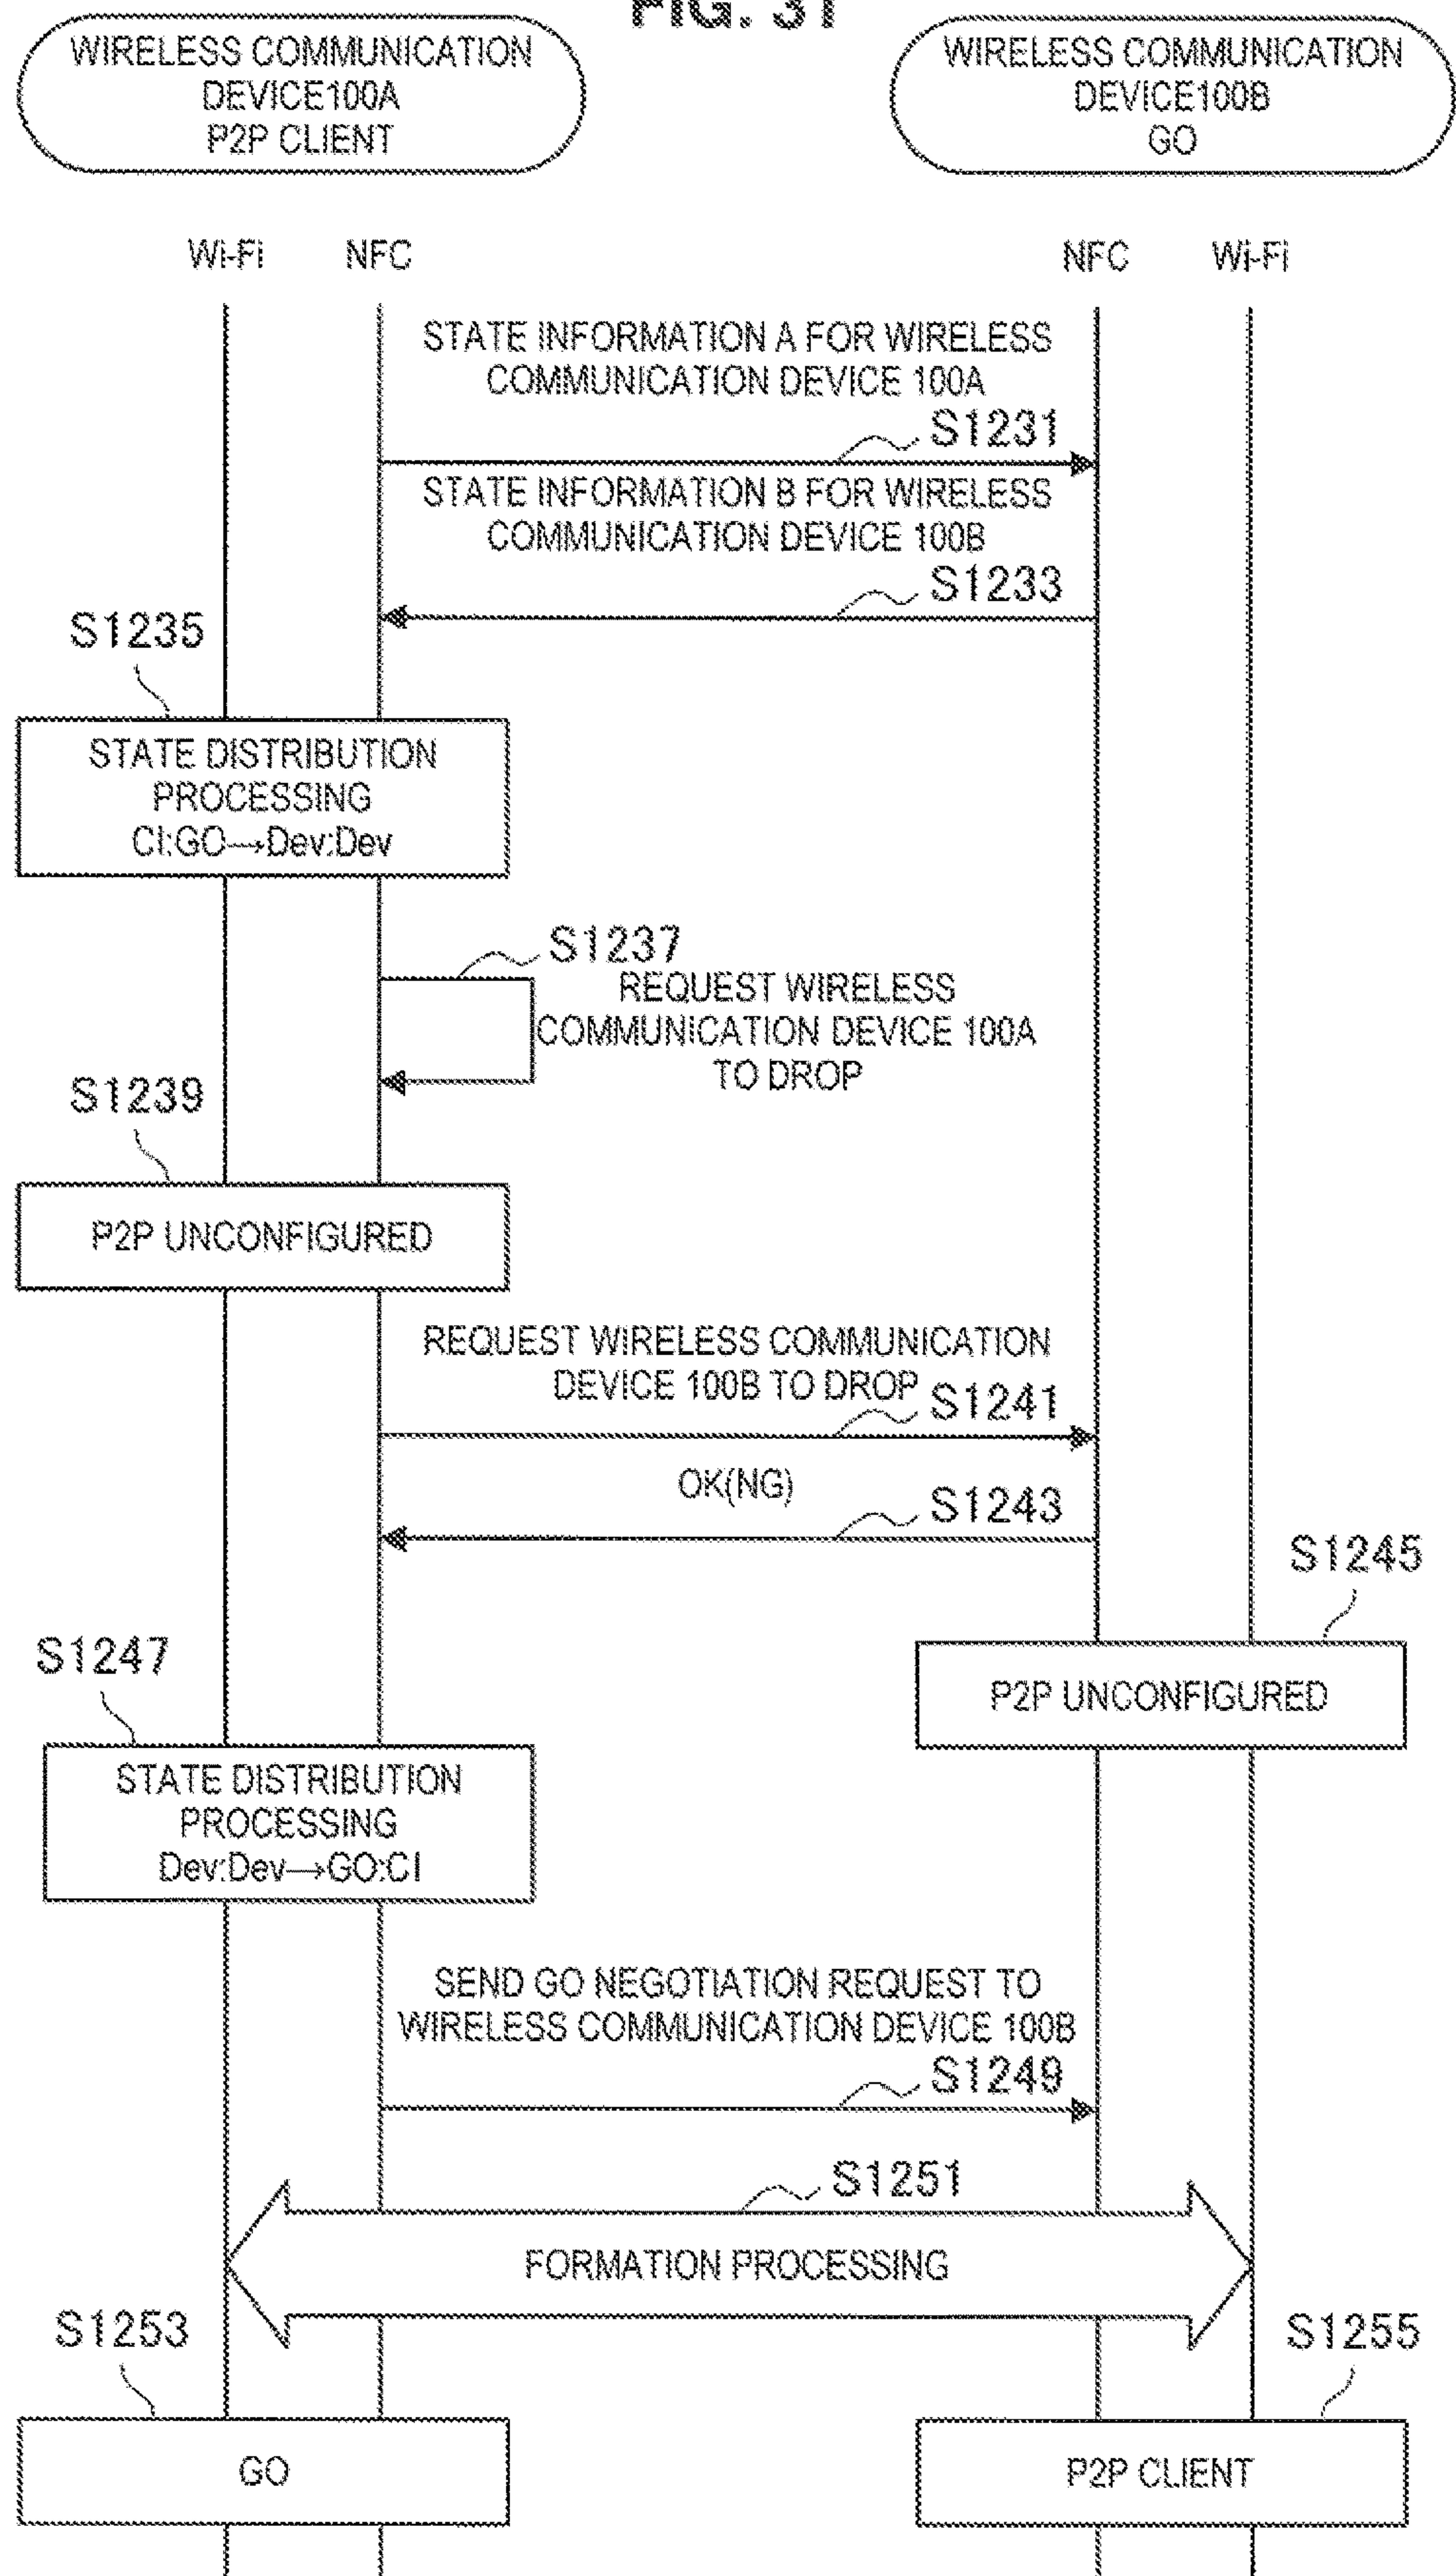 FIG. 31
WIRELESS COMMUNICATION
DEVICE100A
P2P CLIENT
WIRELESS COMMUNICATION
DEVICE100B
GO
Wi-Fi
NFC
NFC
Wi-Fi
STATE INFORMATION A FOR WIRELESS
COMMUNICATION DEVICE 100A
S1231
STATE INFORMATION B FOR WIRELESS
COMMUNICATION DEVICE 100B
S1233
S1235
STATE DISTRIBUTION
PROCESSING
Cl:GO→Dev:Dev
S1237
REQUEST WIRELESS
COMMUNICATION DEVICE 100A
TO DROP
S1239
P2P UNCONFIGURED
REQUEST WIRELESS COMMUNICATION
DEVICE 100B TO DROP
S1241
OK(NG)
S1243
S1245
P2P UNCONFIGURED
S1247
STATE DISTRIBUTION
PROCESSING
Dev:Dev→GO:Cl
SEND GO NEGOTIATION REQUEST TO
WIRELESS COMMUNICATION DEVICE 100B
S1249
S1251
FORMATION PROCESSING
S1253
GO
S1255
P2P CLIENT